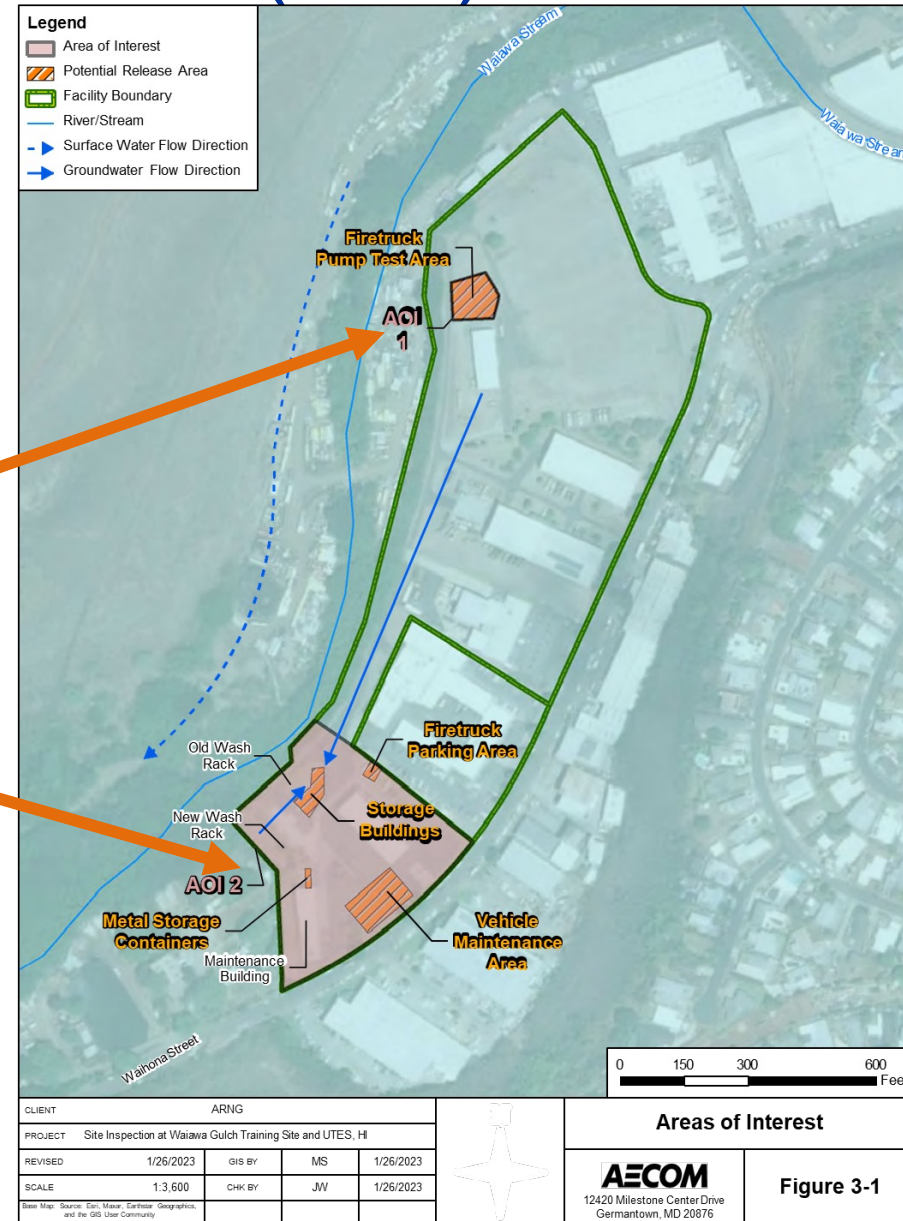 Legend
Area of Interest
Potential Release Area
Facility Boundary
River/Stream
Surface Water Flow Direction
Groundwater Flow Direction
Waiawa Stream
Waiawa Stream
Firetruck
Pump Test Area
AOI
1
Old Wash
Rack
Firetruck
Parking Area
New Wash
Rack
Storage
Buildings
AOI 2
Metal Storage
Containers
Vehicle
Maintenance
Area
Maintenance
Building
Waihona Street
0 150 300 600
Fee
CLIENT ARNG
PROJECT Site Inspection at Waiawa Gulch Training Site and UTES, HI
REVISED 1/26/2023 GIS BY MS 1/26/2023
SCALE 1:3,600 CHK BY JW 1/26/2023
Base Map: Source: Esri, Maxar, Earthstar Geographics,
and the GIS User Community
Areas of Interest
AECOM
12420 Milestone Center Drive
Germantown, MD 20876
Figure 3-1